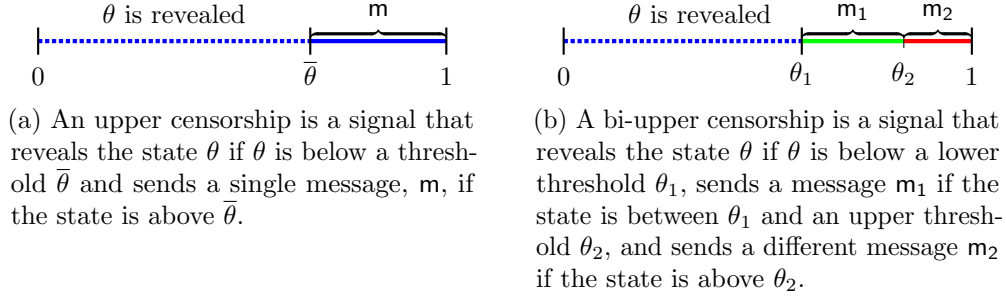 θ is revealed
m
0
θ̅
1
(a) An upper censorship is a signal that
reveals the state θ if θ is below a thresh-
old θ̅ and sends a single message, m, if
the state is above θ̅.
θ is revealed
m₁
m₂
0
θ₁
θ₂
1
(b) A bi-upper censorship is a signal that
reveals the state θ if θ is below a lower
threshold θ₁, sends a message m₁ if the
state is between θ₁ and an upper thresh-
old θ₂, and sends a different message m₂
if the state is above θ₂.